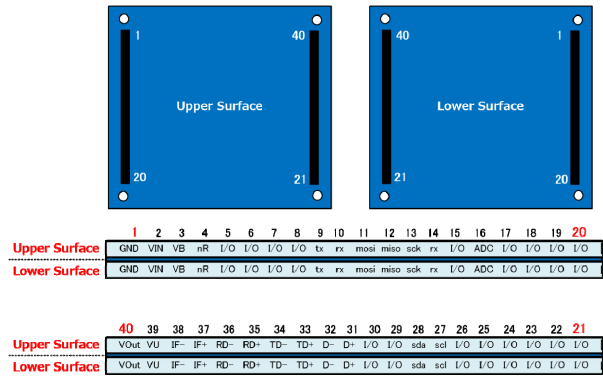 1 40 40 1
Upper Surface Lower Surface
20 21 21 20
1 2 3 4 5 6 7 8 9 10 11 12 13 14 15 16 17 18 19 20
Upper Surface GND VIN VB nR I/O I/O I/O I/O tx rx mosi miso sck rx I/O ADC I/O I/O I/O I/O
Lower Surface GND VIN VB nR I/O I/O I/O I/O tx rx mosi miso sck rx I/O ADC I/O I/O I/O I/O
40 39 38 37 36 35 34 33 32 31 30 29 28 27 26 25 24 23 22 21
Upper Surface VOut VU IF- IF+ RD- RD+ TD- TD+ D- D+ I/O I/O sda scl I/O I/O I/O I/O I/O I/O
Lower Surface VOut VU IF- IF+ RD- RD+ TD- TD+ D- D+ I/O I/O sda scl I/O I/O I/O I/O I/O I/O